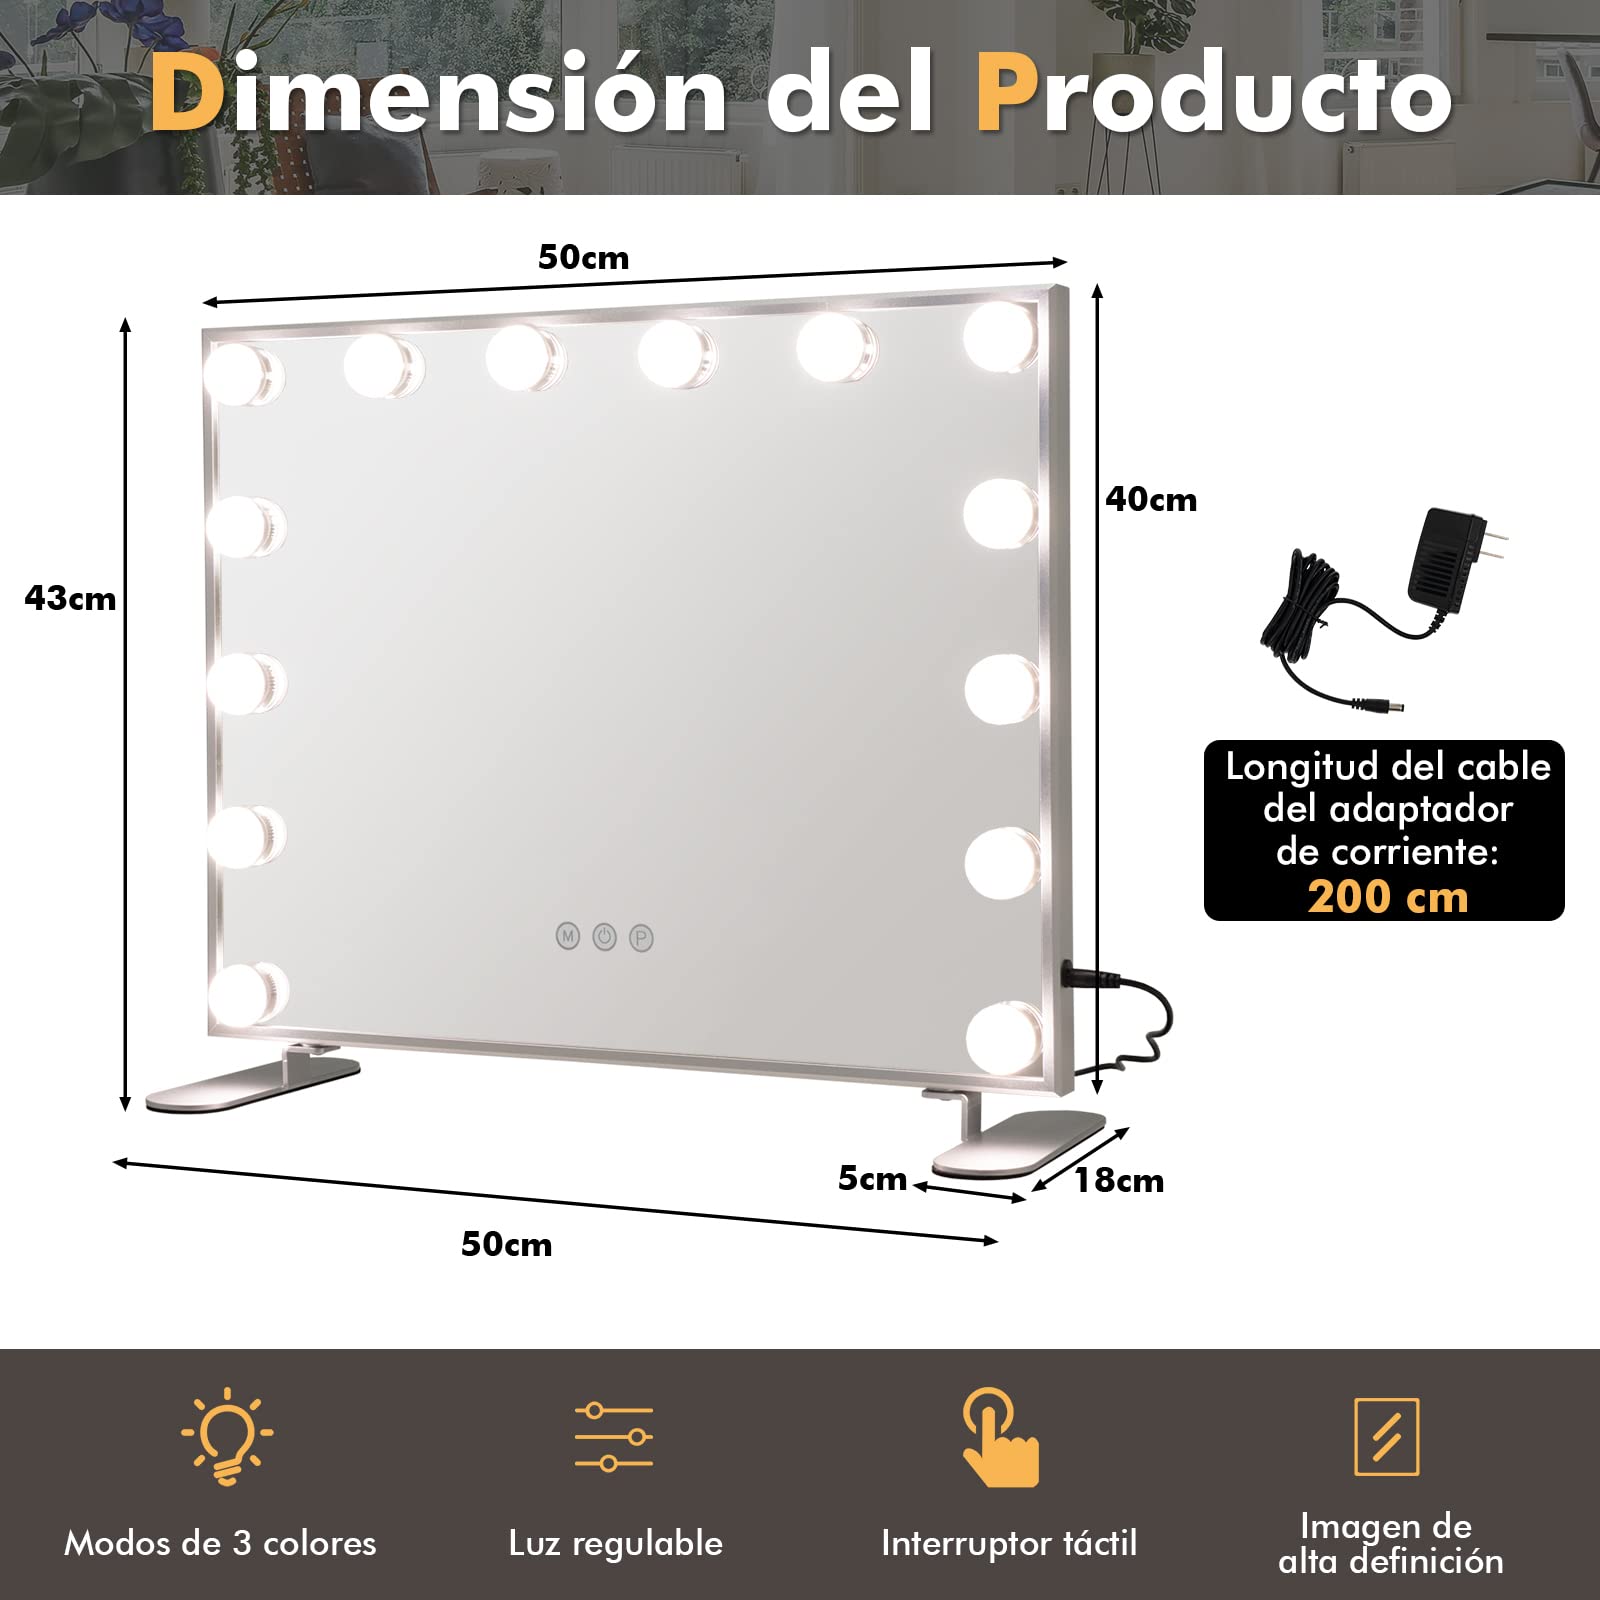 Dimensión del Producto
50cm
40cm
43cm
Longitud del cable
del adaptador
de corriente:
200 cm
M P
5cm
18cm
50cm
Modos de 3 colores
Luz regulable
Interruptor táctil
Imagen de
alta definición